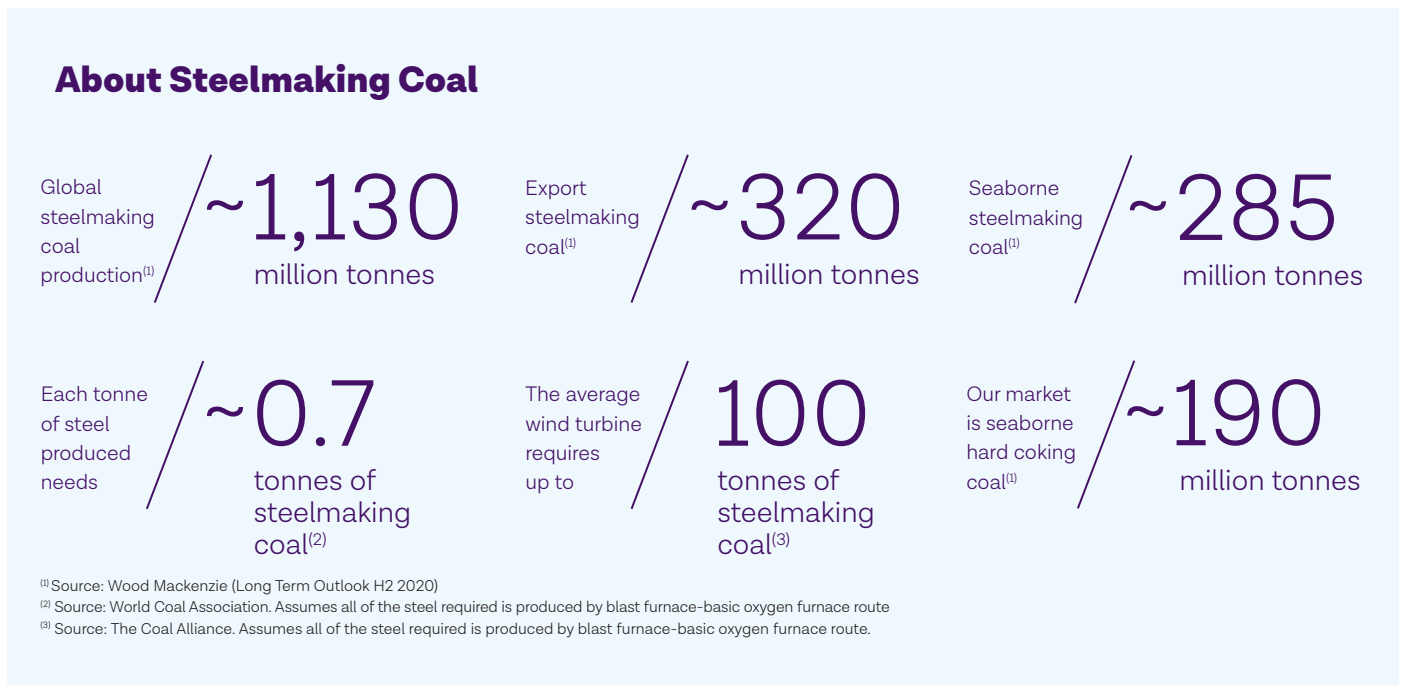 About Steelmaking Coal
Global
steelmaking
coal
production(1)
~1,130
million tonnes
Export
steelmaking
coal(1)
~320
million tonnes
Seaborne
steelmaking
coal(1)
~285
million tonnes
Each tonne
of steel
produced
needs
~0.7
tonnes of
steelmaking
coal(2)
The average
wind turbine
requires
up to
100
tonnes of
steelmaking
coal(3)
Our market
is seaborne
hard coking
coal(1)
~190
million tonnes
(1) Source: Wood Mackenzie (Long Term Outlook H2 2020)
(2) Source: World Coal Association. Assumes all of the steel required is produced by blast furnace-basic oxygen furnace route
(3) Source: The Coal Alliance. Assumes all of the steel required is produced by blast furnace-basic oxygen furnace route.